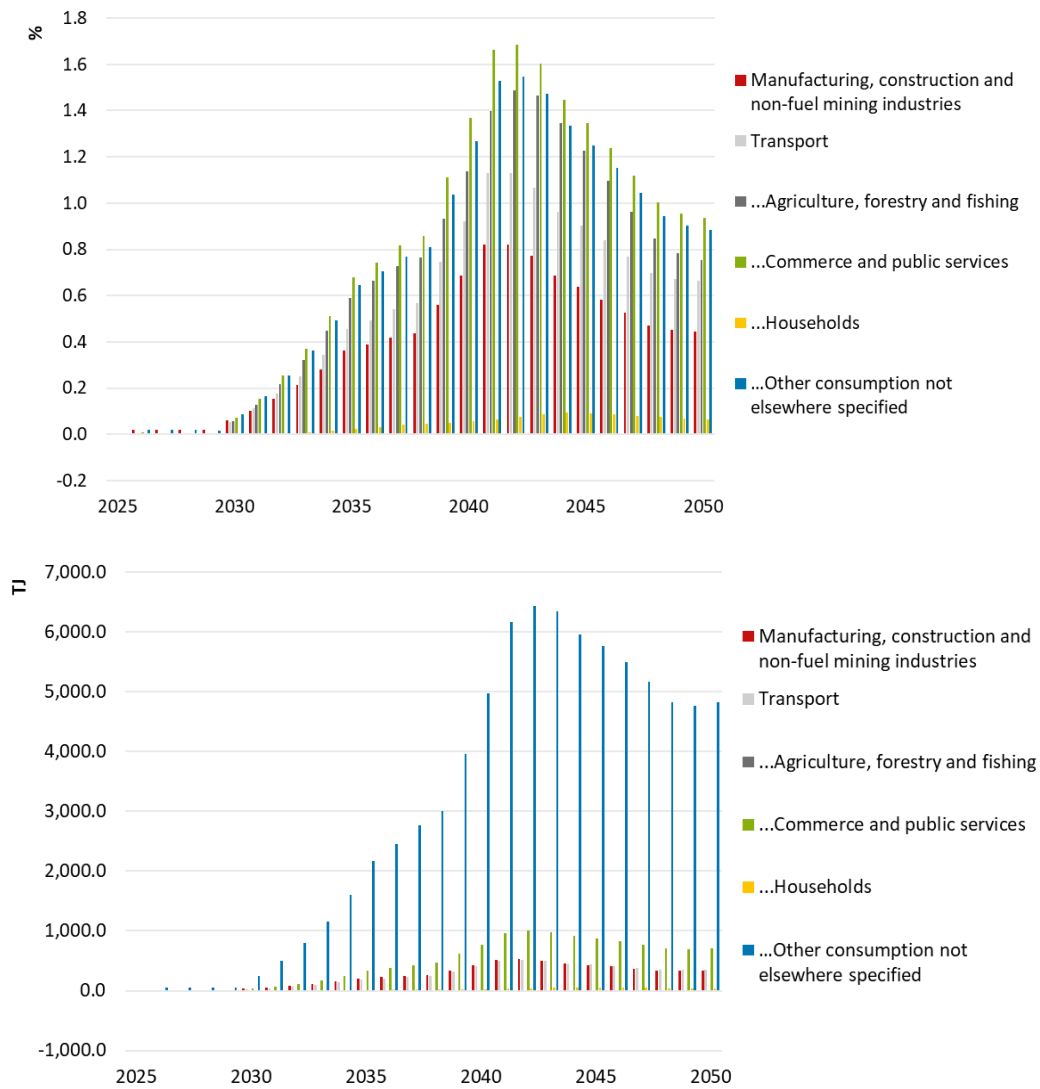 %
1.8
1.6
1.4
1.2
1.0
0.8
0.6
0.4
0.2
0.0
-0.2
2025 2030 2035 2040 2045 2050
Manufacturing, construction and
non-fuel mining industries
Transport
...Agriculture, forestry and fishing
...Commerce and public services
...Households
...Other consumption not
elsewhere specified
TJ
7,000.0
6,000.0
5,000.0
4,000.0
3,000.0
2,000.0
1,000.0
0.0
-1,000.0
2025 2030 2035 2040 2045 2050
Manufacturing, construction and
non-fuel mining industries
Transport
...Agriculture, forestry and fishing
...Commerce and public services
...Households
...Other consumption not
elsewhere specified